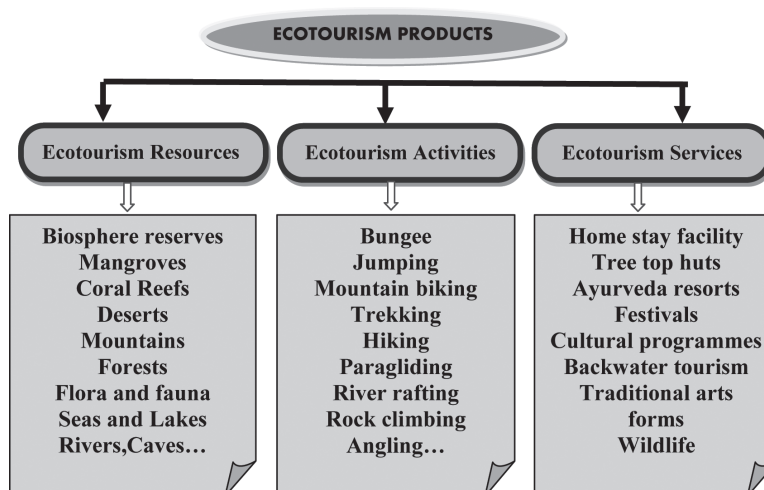 ECOTOURISM PRODUCTS
Ecotourism Resources
Ecotourism Activities
Ecotourism Services
Biosphere reserves
Mangroves
Coral Reefs
Deserts
Mountains
Forests
Flora and fauna
Seas and Lakes
Rivers,Caves…
Bungee
Jumping
Mountain biking
Trekking
Hiking
Paragliding
River rafting
Rock climbing
Angling…
Home stay facility
Tree top huts
Ayurveda resorts
Festivals
Cultural programmes
Backwater tourism
Traditional arts
forms
Wildlife